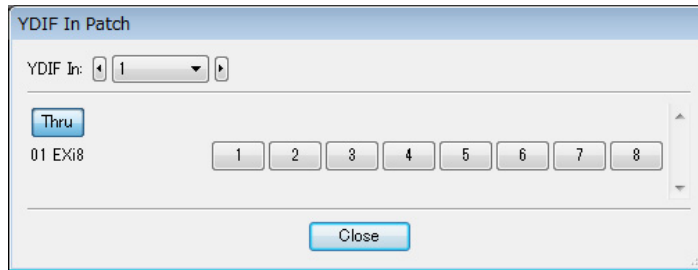 YDIF In Patch
YDIF In: 1
Thru
01 EXi8 1 2 3 4 5 6 7 8
Close